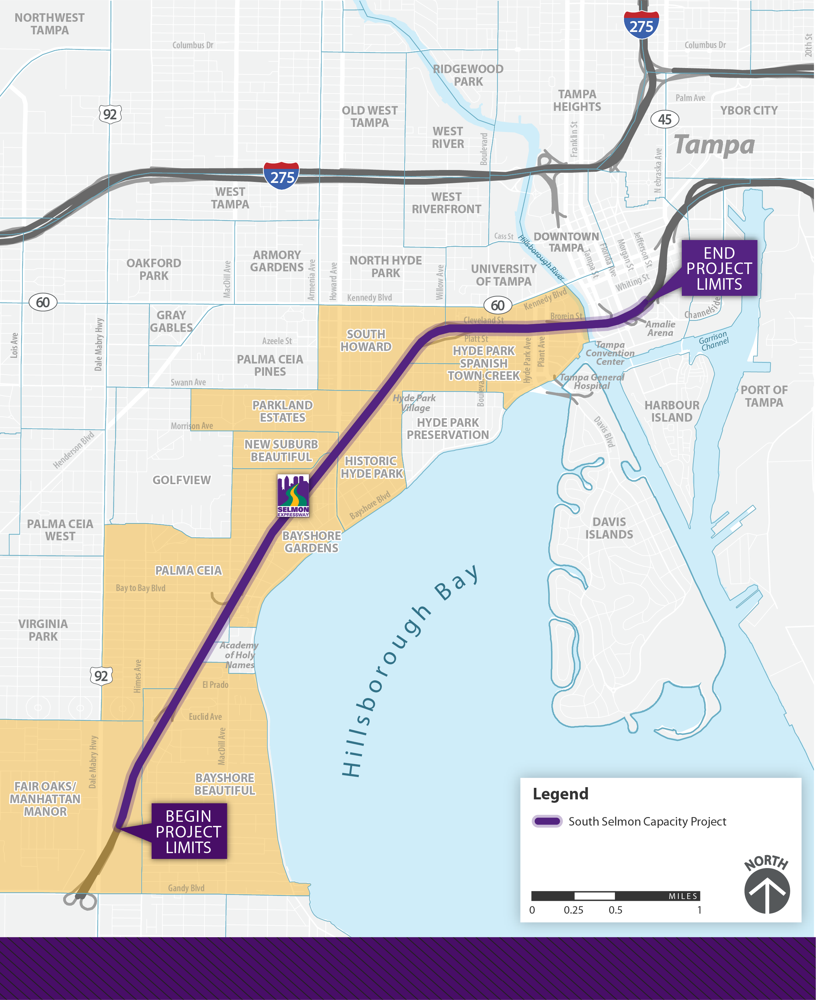 NORTHWEST
TAMPA
275
Columbus Dr
Columbus Dr
20th St
RIDGEWOOD
PARK
TAMPA
HEIGHTS
Palm Ave
92
OLD WEST
TAMPA
45
YBOR CITY
WEST
RIVER
Boulevard
Franklin St
Tampa
N Nebraska Ave
275
WEST
TAMPA
WEST
RIVERFRONT
Cass St
Hillsborough River
DOWNTOWN
TAMPA
Tampa St
Florida Ave
Morgan St
Jefferson St
Whiting St
END
PROJECT
LIMITS
OAKFORD
PARK
MacDill Ave
ARMORY
GARDENS
Armenia Ave
Howard Ave
NORTH HYDE
PARK
Willow Ave
UNIVERSITY
OF TAMPA
60
Kennedy Blvd
60
Kennedy Blvd
Channelside
GRAY
GABLES
Brorein St
Cleveland St
Amalie
Arena
Lois Ave
Dale Mabry Hwy
Azeele St
SOUTH
HOWARD
Platt St
Garrison
Channel
PALMA CEIA
PINES
HYDE PARK
SPANISH
TOWN CREEK
Hyde Park Ave
Plant Ave
Tampa
Convention
Center
Swann Ave
Boulevard
Tampa General
Hospital
PORT OF
TAMPA
PARKLAND
ESTATES
Hyde Park
Village
HARBOUR
ISLAND
Morrison Ave
HYDE PARK
PRESERVATION
Davis Blvd
Henderson Blvd
NEW SUBURB
BEAUTIFUL
HISTORIC
HYDE PARK
GOLFVIEW
SELMON
EXPRESSWAY
Bayshore Blvd
PALMA CEIA
WEST
BAYSHORE
GARDENS
DAVIS
ISLANDS
PALMA CEIA
Bay to Bay Blvd
Hillsborough Bay
VIRGINIA
PARK
Academy
of Holy
Names
92
Himes Ave
El Prado
Euclid Ave
Dale Mabry Hwy
MacDill Ave
FAIR OAKS/
MANHATTAN
MANOR
BAYSHORE
BEAUTIFUL
BEGIN
PROJECT
LIMITS
Gandy Blvd
Legend
South Selmon Capacity Project
NORTH
MILES
0 0.25 0.5 1